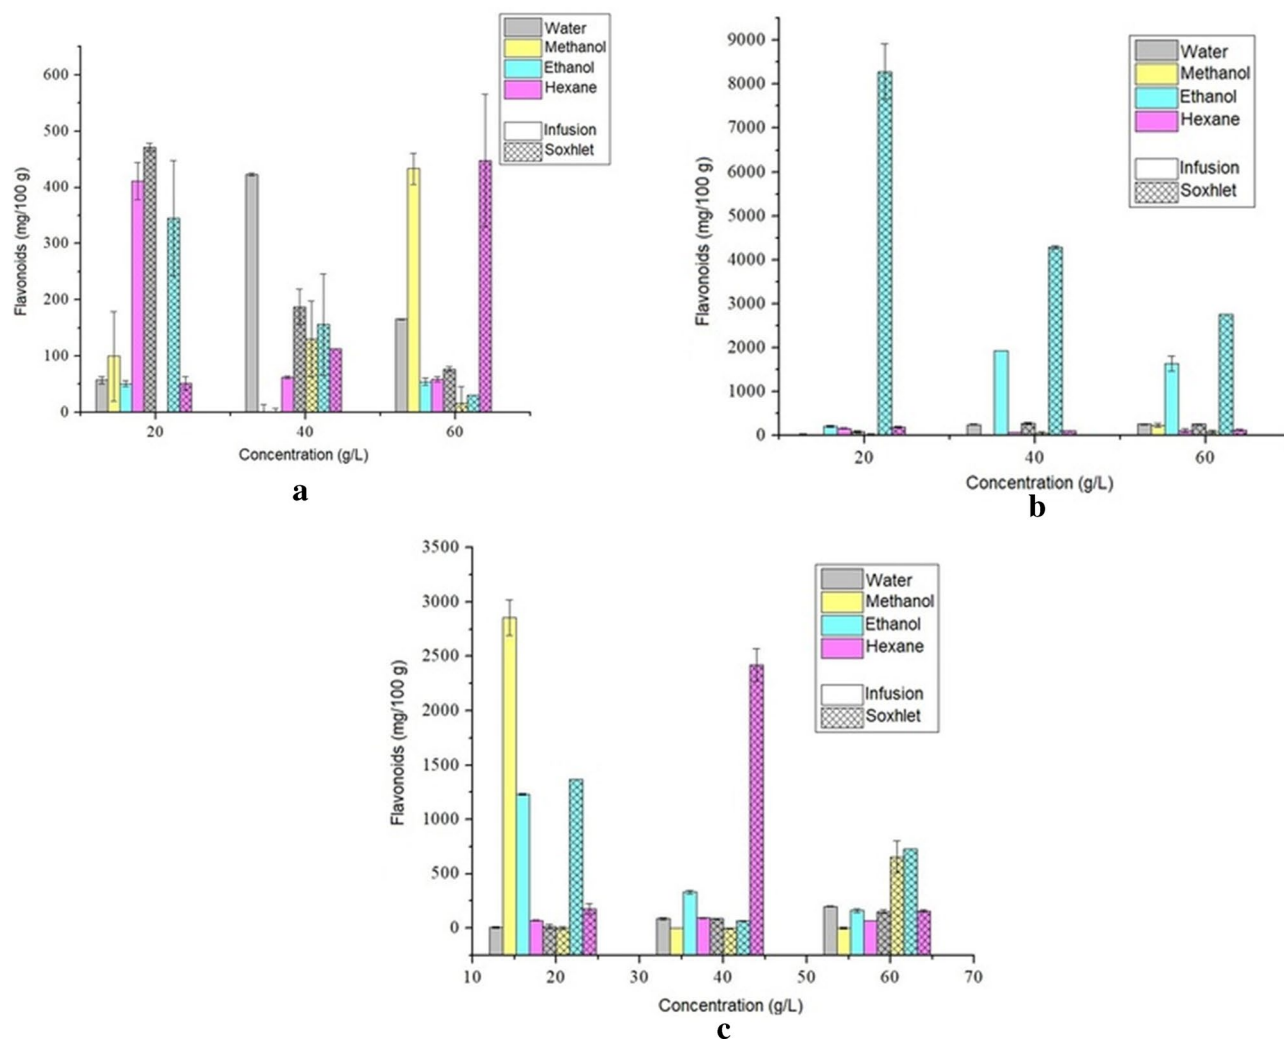 Water
Methanol
Ethanol
Hexane
Infusion
Soxhlet
600
500
400
300
200
100
0
Flavonoids (mg/100 g)
20 40 60
Concentration (g/L)
a
Water
Methanol
Ethanol
Hexane
Infusion
Soxhlet
9000
8000
7000
6000
5000
4000
3000
2000
1000
0
Flavonoids (mg/100 g)
20 40 60
Concentration (g/L)
b
Water
Methanol
Ethanol
Hexane
Infusion
Soxhlet
3500
3000
2500
2000
1500
1000
500
0
Flavonoids (mg/100 g)
10 20 30 40 50 60 70
Concentration (g/L)
c